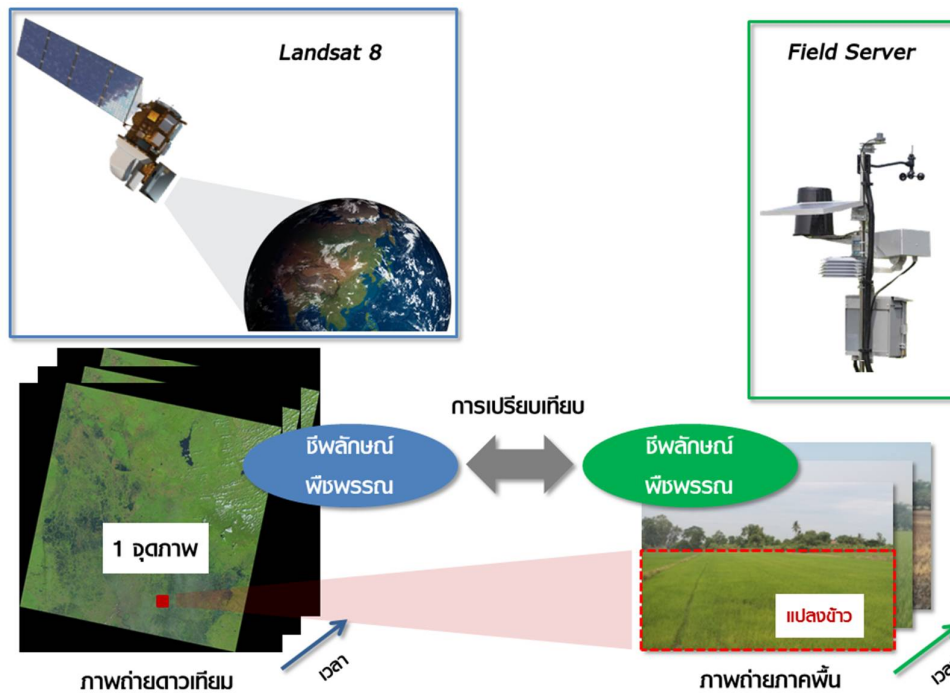 Landsat 8
Field Server
การเปรียบเทียบ
ชีพลักษณ์
พืชพรรณ
ชีพลักษณ์
พืชพรรณ
1 จุดภาพ
แปลงข้าว
เวลา
ภาพถ่ายดาวเทียม
ภาพถ่ายภาคพื้น